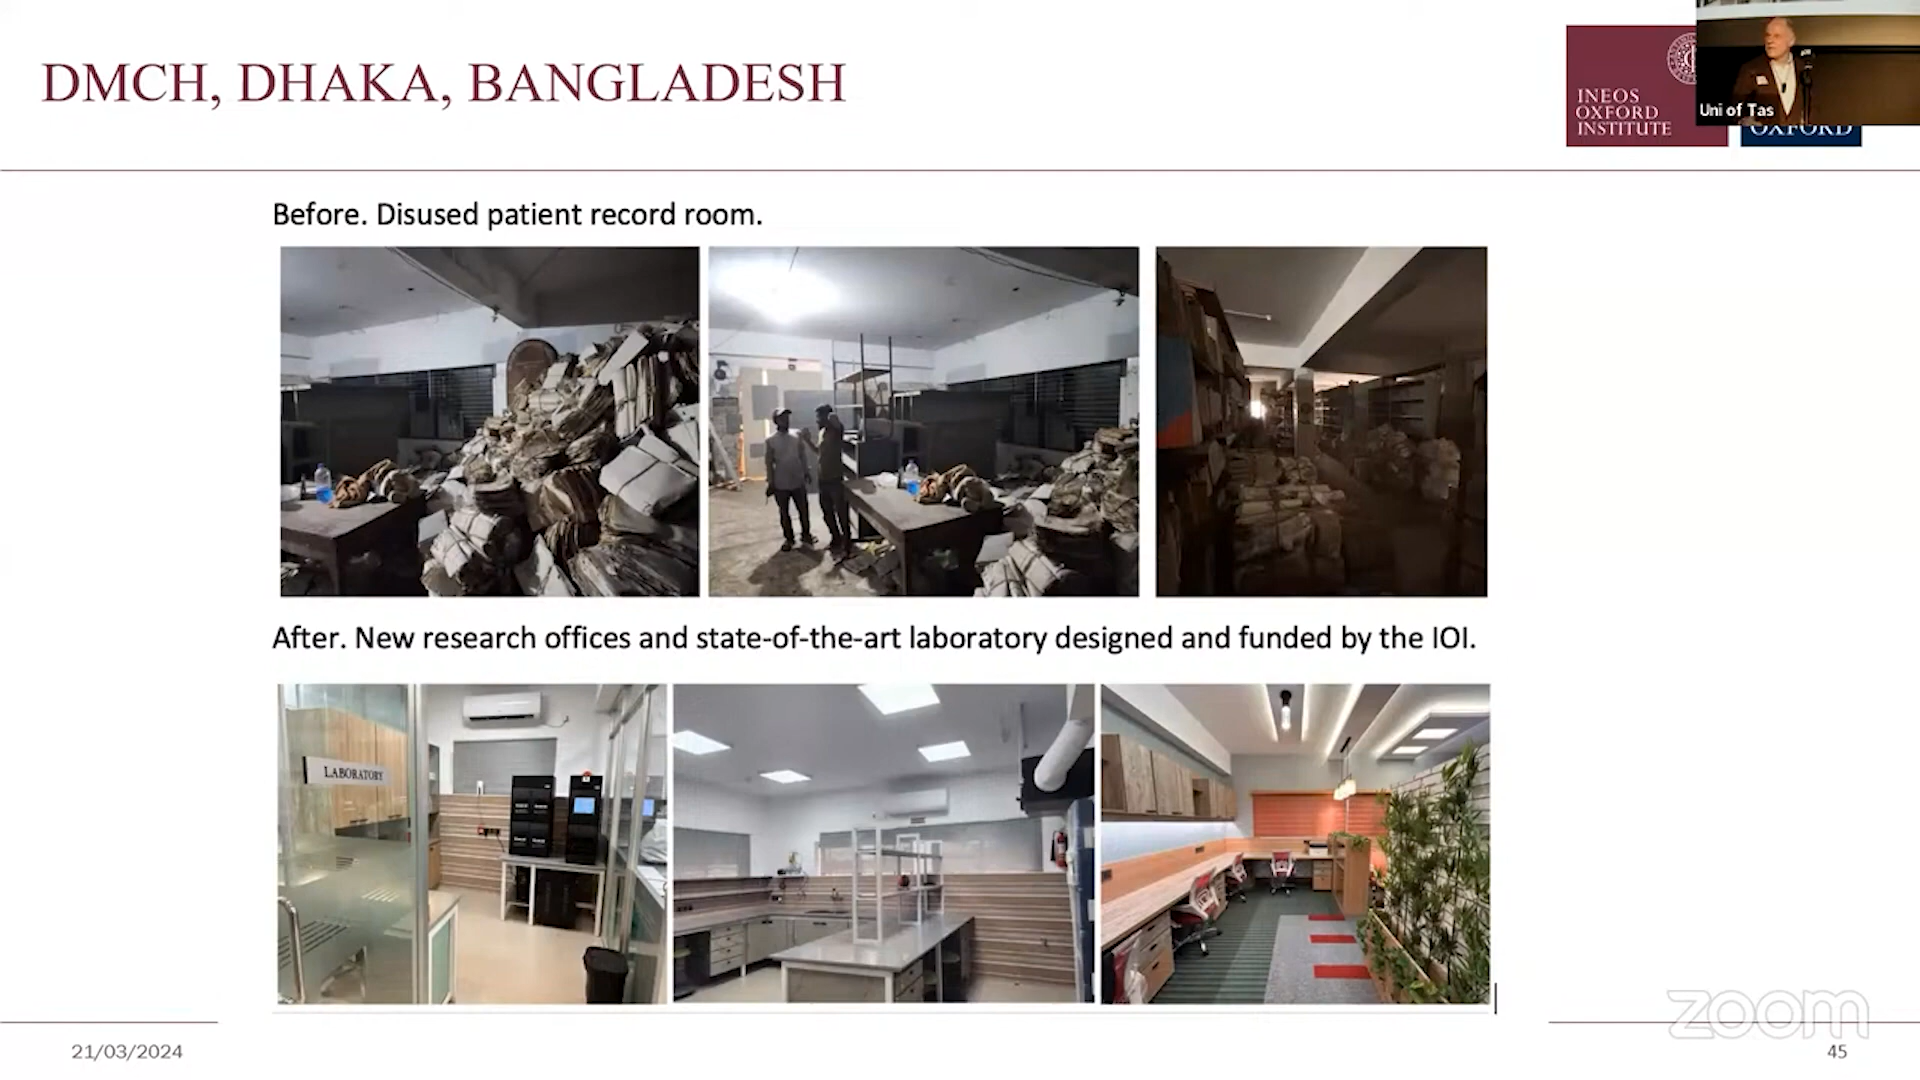 DMCH, DHAKA, BANGLADESH
INEOS
OXFORD
INSTITUTE
Uni of Tas
OXFORD
Before. Disused patient record room.
After. New research offices and state-of-the-art laboratory designed and funded by the IOI.
LABORATORY
zoom
21/03/2024
45